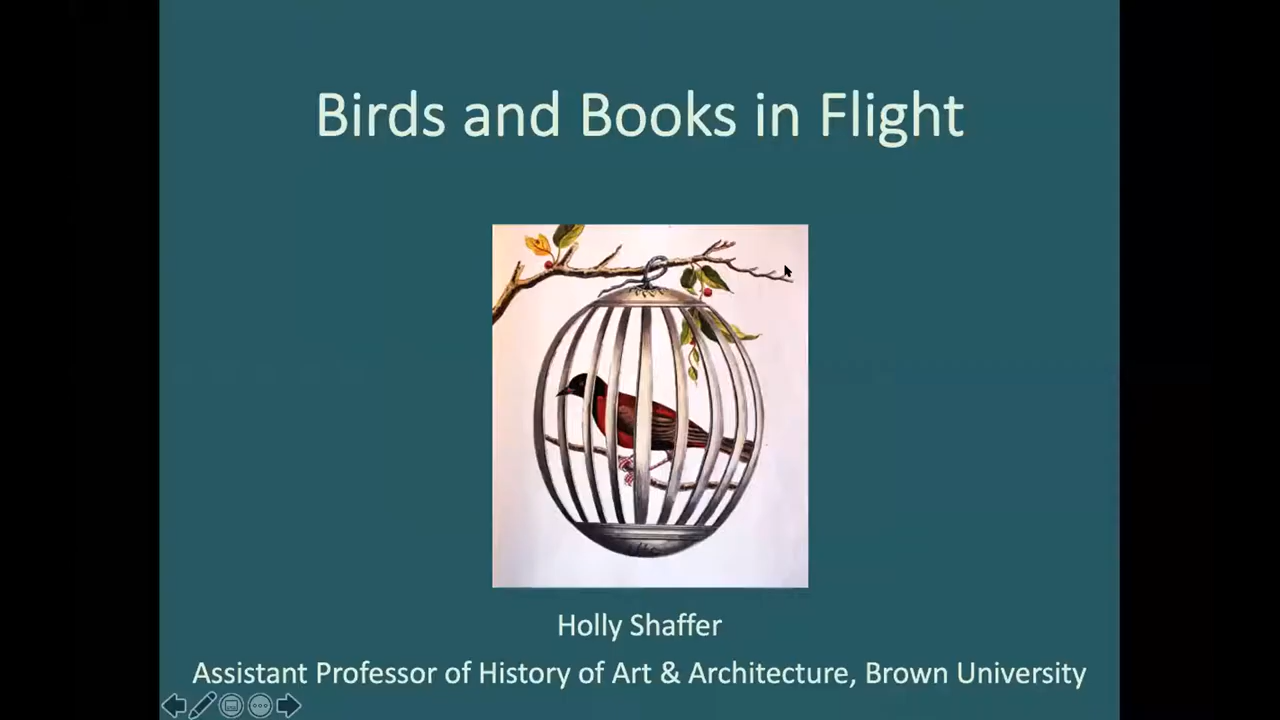 Birds and Books in Flight
Holly Shaffer
Assistant Professor of History of Art & Architecture, Brown University